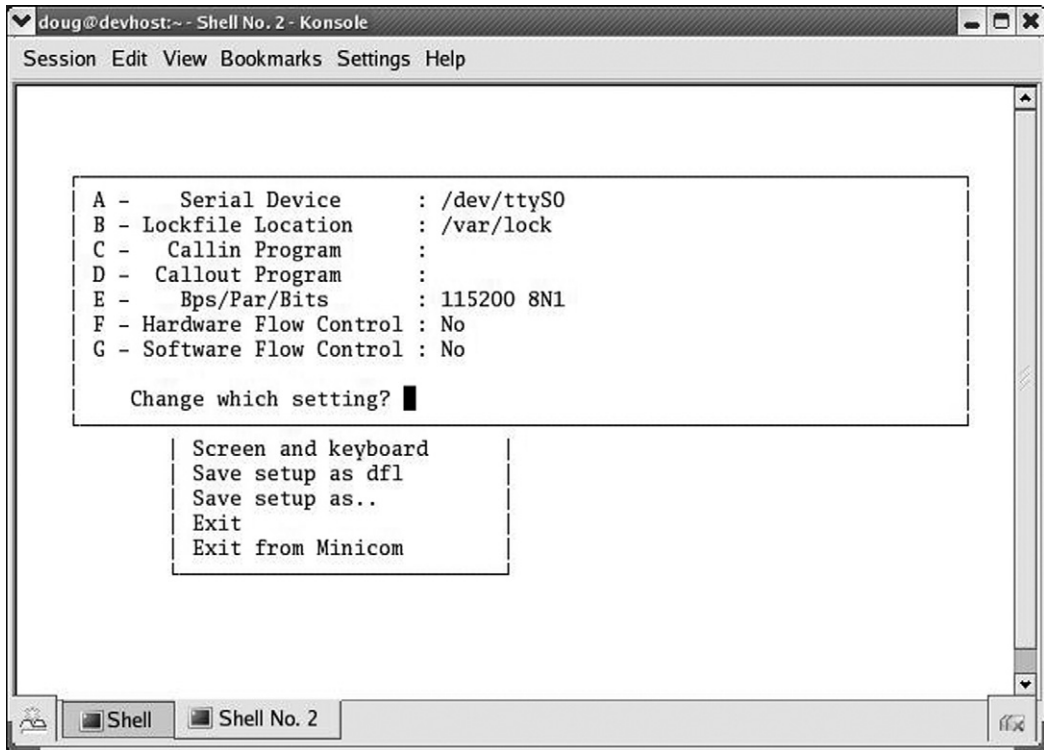 doug@devhost:~ - Shell No. 2 - Konsole
Session Edit View Bookmarks Settings Help
A - Serial Device : /dev/ttyS0
B - Lockfile Location : /var/lock
C - Callin Program :
D - Callout Program :
E - Bps/Par/Bits : 115200 8N1
F - Hardware Flow Control : No
G - Software Flow Control : No
Change which setting?
Screen and keyboard
Save setup as dfl
Save setup as..
Exit
Exit from Minicom
Shell Shell No. 2